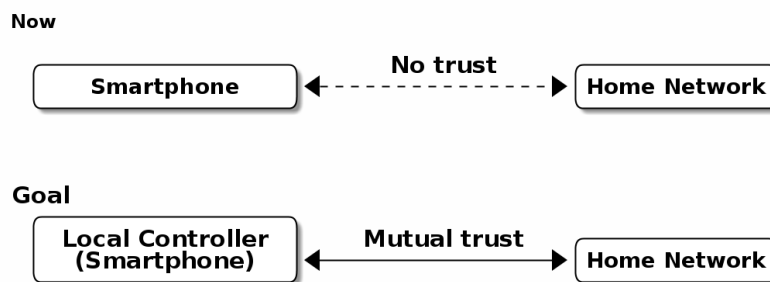 Now
No trust
Smartphone
Home Network
Goal
Local Controller
(Smartphone)
Mutual trust
Home Network